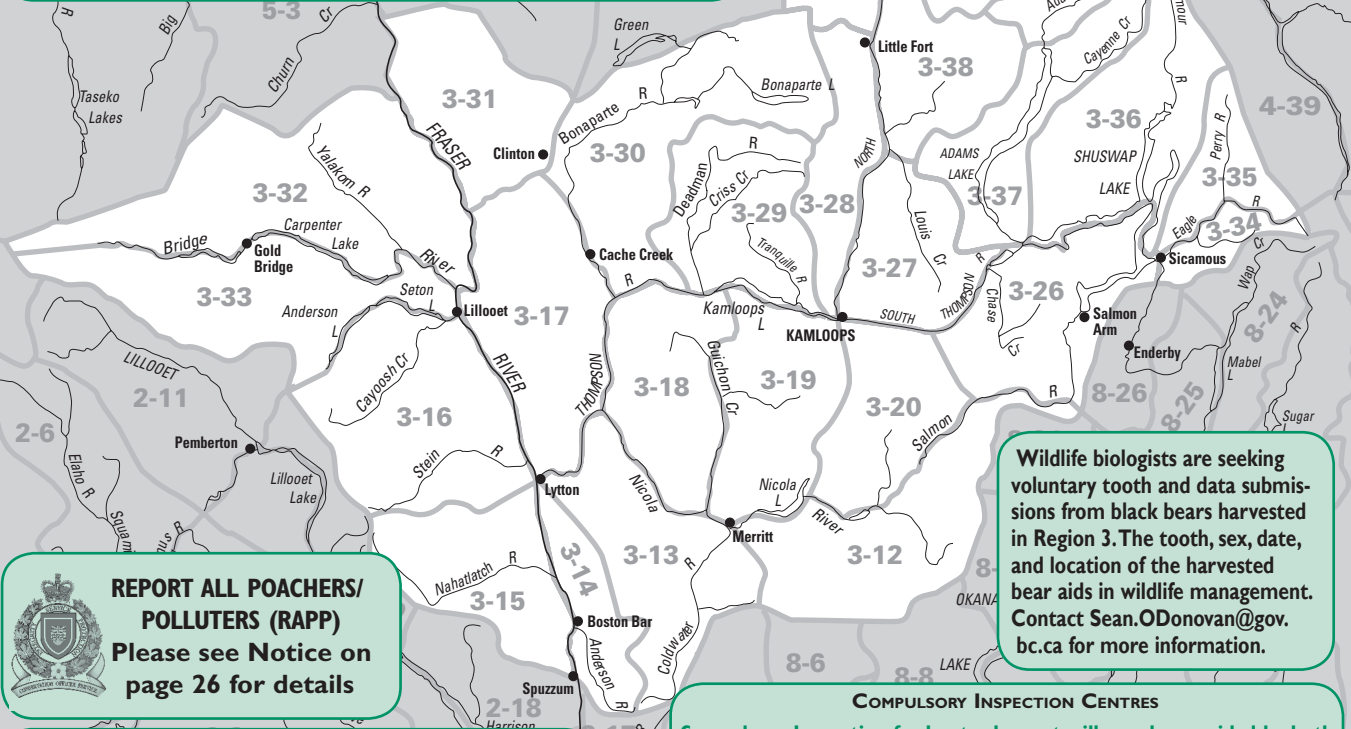 5-3
Cr
R
Big
Churn
Taseko
Lakes
Green
L
Little Fort
3-38
Cayenne Cr
R
4-39
3-31
FRASER
Bonaparte R
Bonaparte L
Clinton
3-30
NORTH
ADAMS
LAKE
3-36
SHUSWAP
LAKE
Perry R
3-35
Yalakom R
3-32
Deadman R
Criss Cr
3-29
3-28
3-37
Louis Cr
Eagle R
3-34
Bridge
Carpenter
Lake
River
Gold
Bridge
Cache Creek
Tranquille R
3-27
Sicamous
Wap Cr
3-33
Seton
L
Anderson
L
Lillooet
3-17
R
Kamloops
L
KAMLOOPS
SOUTH
THOMPSON R
Chase Cr
3-26
Salmon
Arm
Enderby
8-24
R
Mabel
L
LILLOOET
2-11
Cayoosh Cr
RIVER
THOMPSON
3-18
Guichon Cr
3-19
3-20
Salmon R
8-26
8-25
Sugar
L
2-6
Pemberton
3-16
Elaho R
Lillooet
Lake
Stein R
Lytton
Nicola
Nicola
L
River
Merritt
3-12
3-13
3-14
Nahatlatch R
3-15
Boston Bar
Anderson R
Coldwater R
Spuzzum
2-18
Harrison
8-6
8-8
LAKE
8-
OKANA
Wildlife biologists are seeking
voluntary tooth and data submis-
sions from black bears harvested
in Region 3. The tooth, sex, date,
and location of the harvested
bear aids in wildlife management.
Contact Sean.ODonovan@gov.
bc.ca for more information.
REPORT ALL POACHERS/
POLLUTERS (RAPP)
Please see Notice on
page 26 for details
COMPULSORY INSPECTION CENTRES